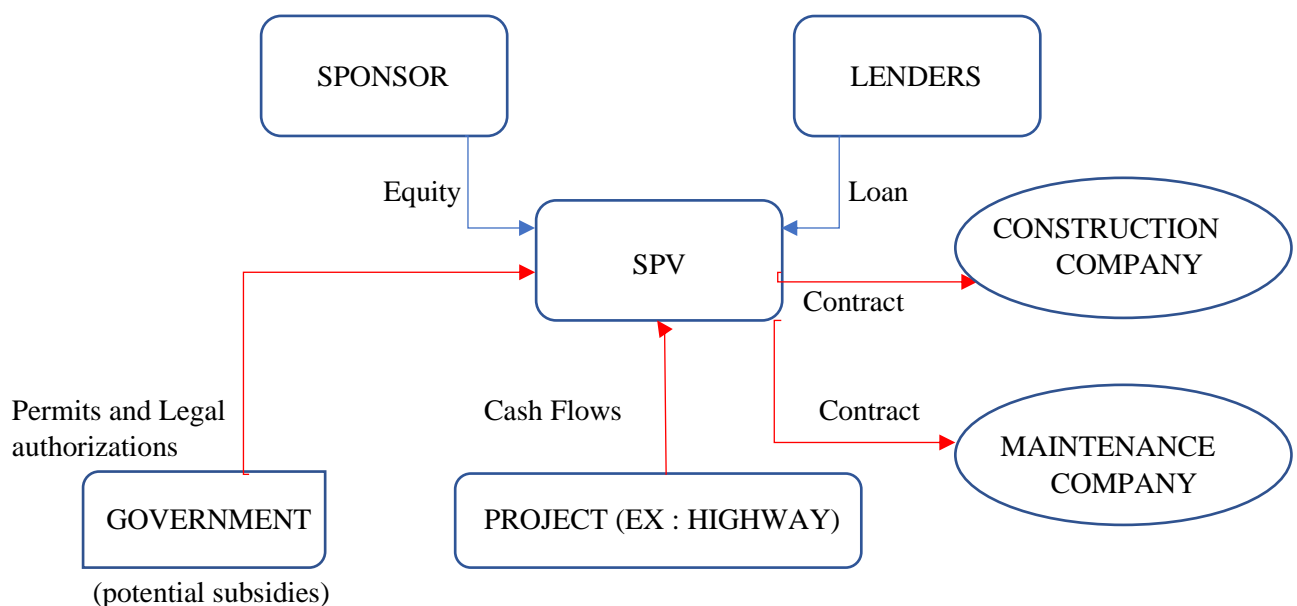 SPONSOR
LENDERS
Equity
Loan
CONSTRUCTION
COMPANY
SPV
Contract
Permits and Legal
authorizations
Cash Flows
Contract
MAINTENANCE
COMPANY
GOVERNMENT
PROJECT (EX : HIGHWAY)
(potential subsidies)